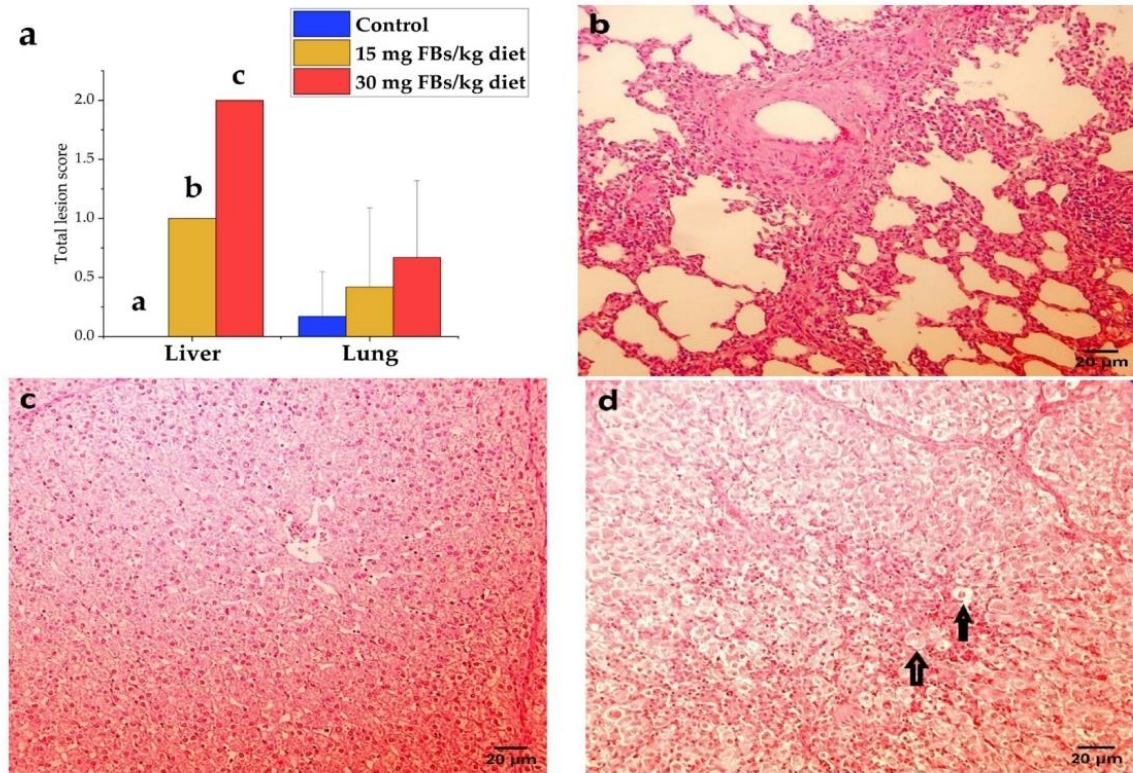 a
Control
15 mg FBs/kg diet
30 mg FBs/kg diet
Total lesion score
2.0
1.5
1.0
0.5
0.0
a
b
c
Liver
Lung
b
20 µm
c
20 µm
d
20 µm